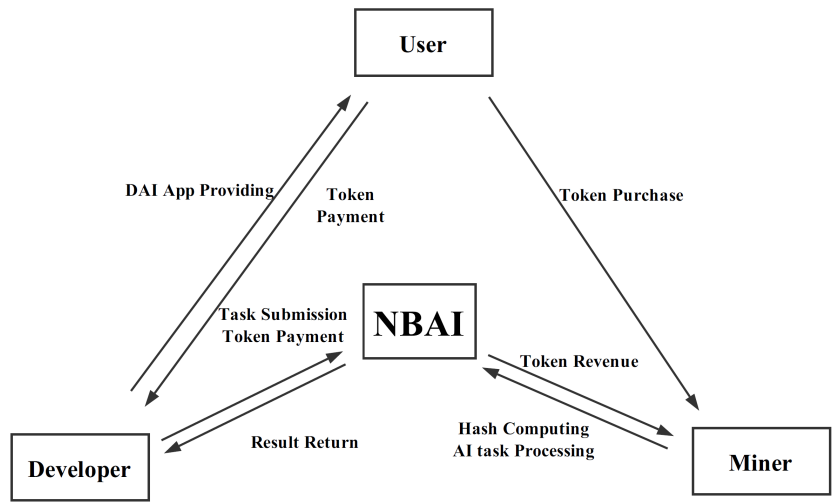 User
DAI App Providing
Token
Payment
Token Purchase
Task Submission
Token Payment
NBAI
Token Revenue
Result Return
Hash Computing
AI task Processing
Developer
Miner